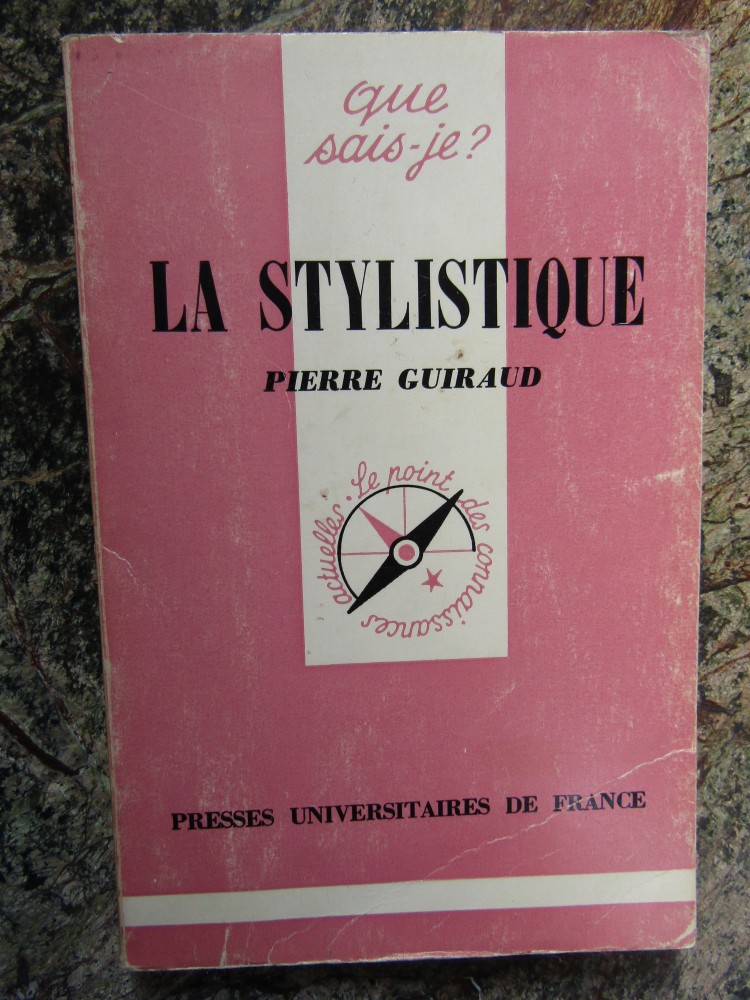 que
sais-je?
LA STYLISTIQUE
PIERRE GUIRAUD
Le point des connaissances actuelles.
PRESSES UNIVERSITAIRES DE FRANCE